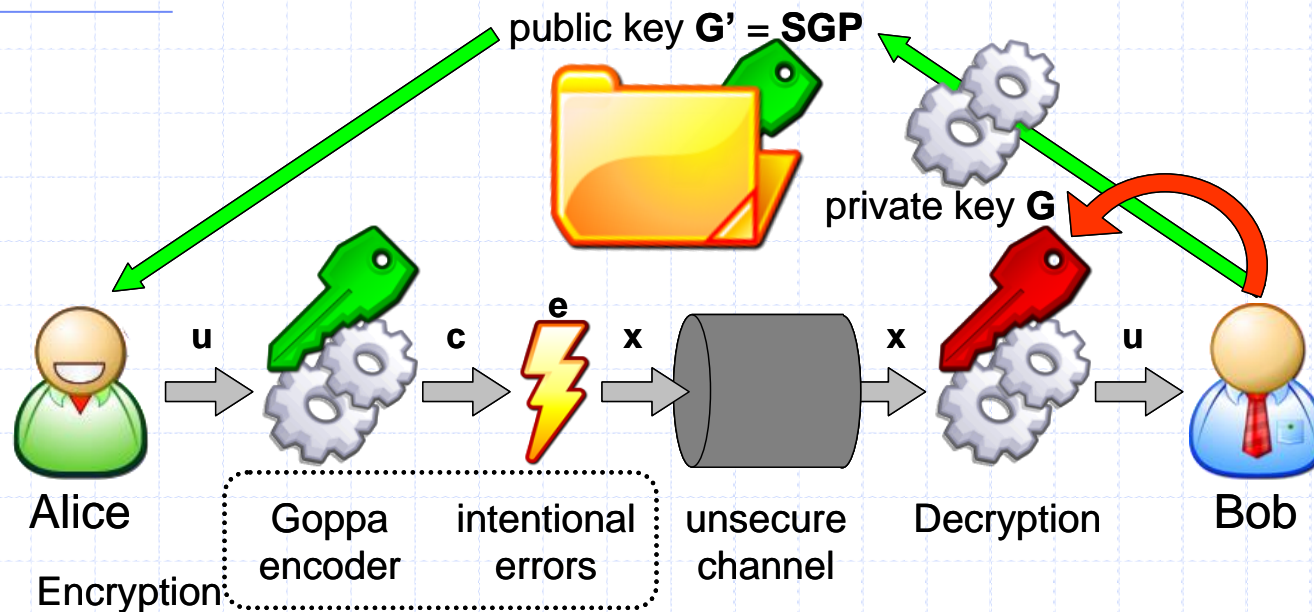 public key G’ = SGP
private key G
e
u
c
x
x
u
Alice
Goppa
encoder
intentional
errors
unsecure
channel
Decryption
Bob
Encryption